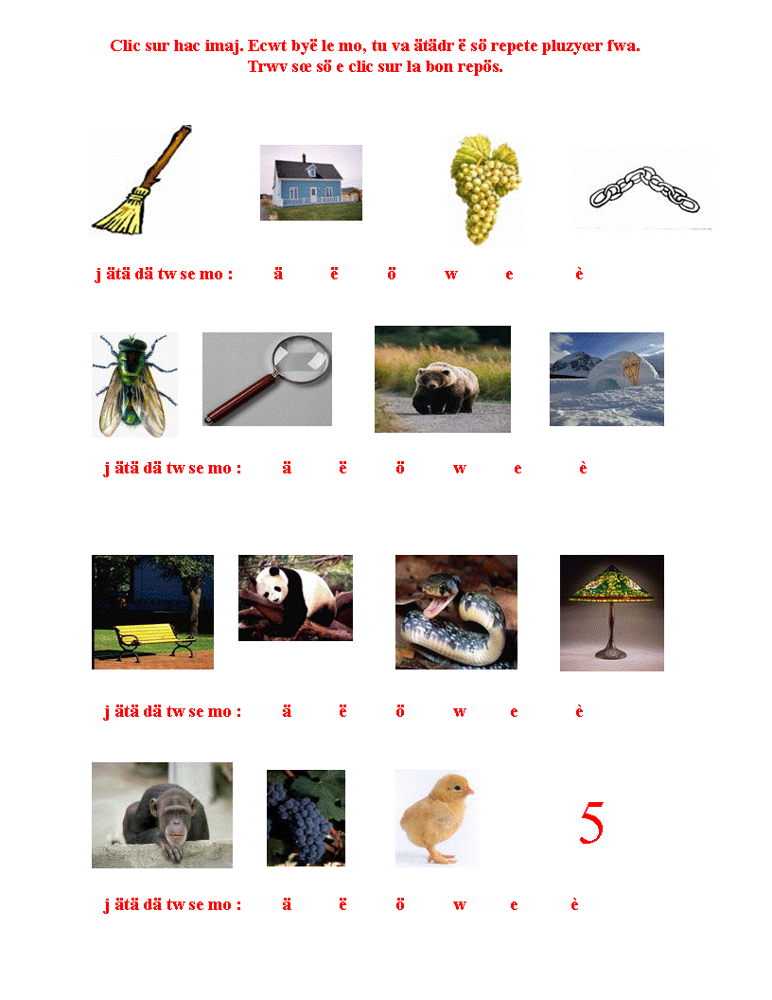 Clic sur hac imaj. Ecwt byë le mo, tu va ätädr ë sö repete pluzyœr fwa.
Trwv sœ sö e clic sur la bon repös.
j ätä dä tw se mo : ä ë ö w e è
j ätä dä tw se mo : ä ë ö w e è
j ätä dä tw se mo : ä ë ö w e è
5
j ätä dä tw se mo : ä ë ö w e è